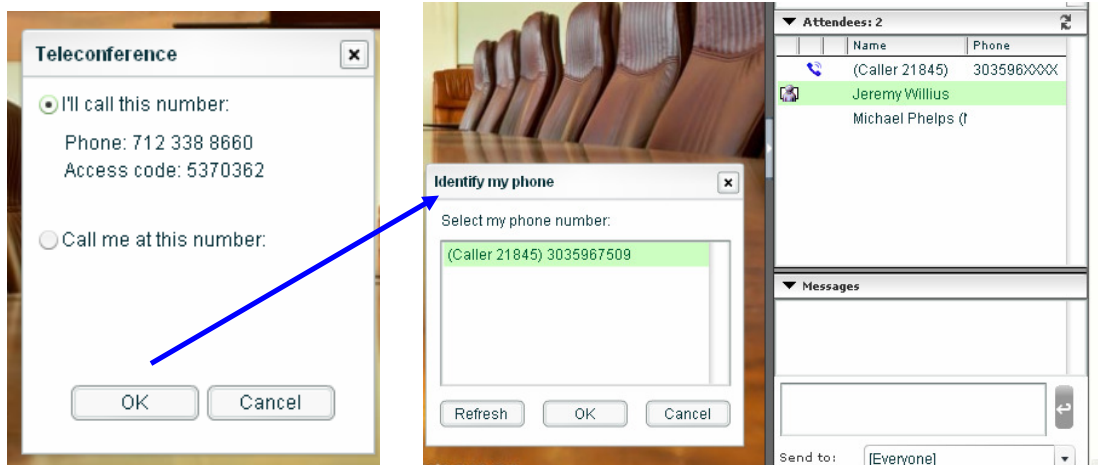 Teleconference
I'll call this number:
Phone: 712 338 8660
Access code: 5370362
Call me at this number:
OK
Cancel
Identify my phone
Select my phone number:
(Caller 21845) 3035967509
Refresh
OK
Cancel
Attendees: 2
Name Phone
(Caller 21845) 303596XXXX
Jeremy Willius
Michael Phelps (
Messages
Send to: [Everyone]